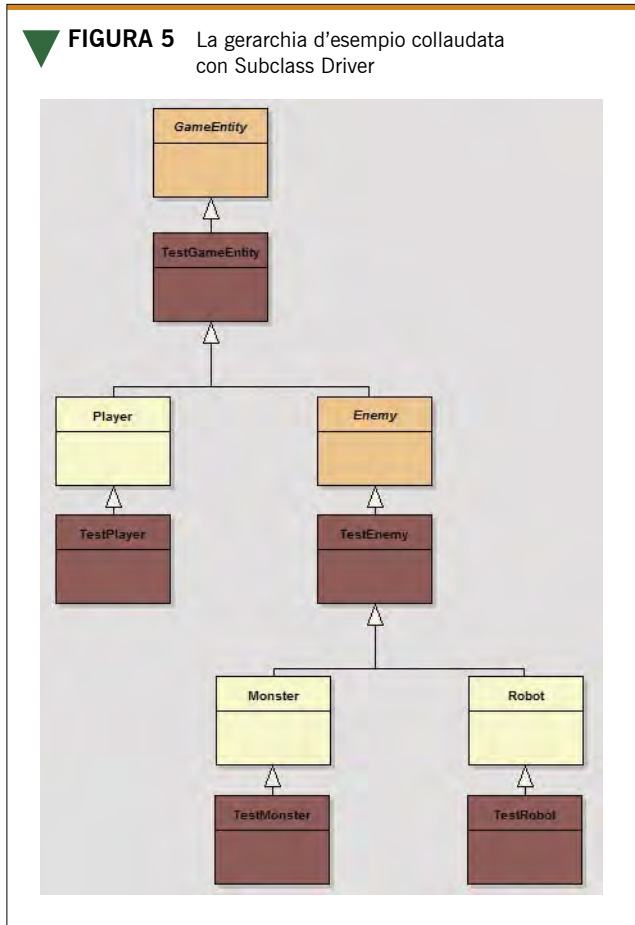 FIGURA 5 La gerarchia d'esempio collaudata
con Subclass Driver
GameEntity
TestGameEntity
Player
Enemy
TestPlayer
TestEnemy
Monster
Robot
TestMonster
TestRobot